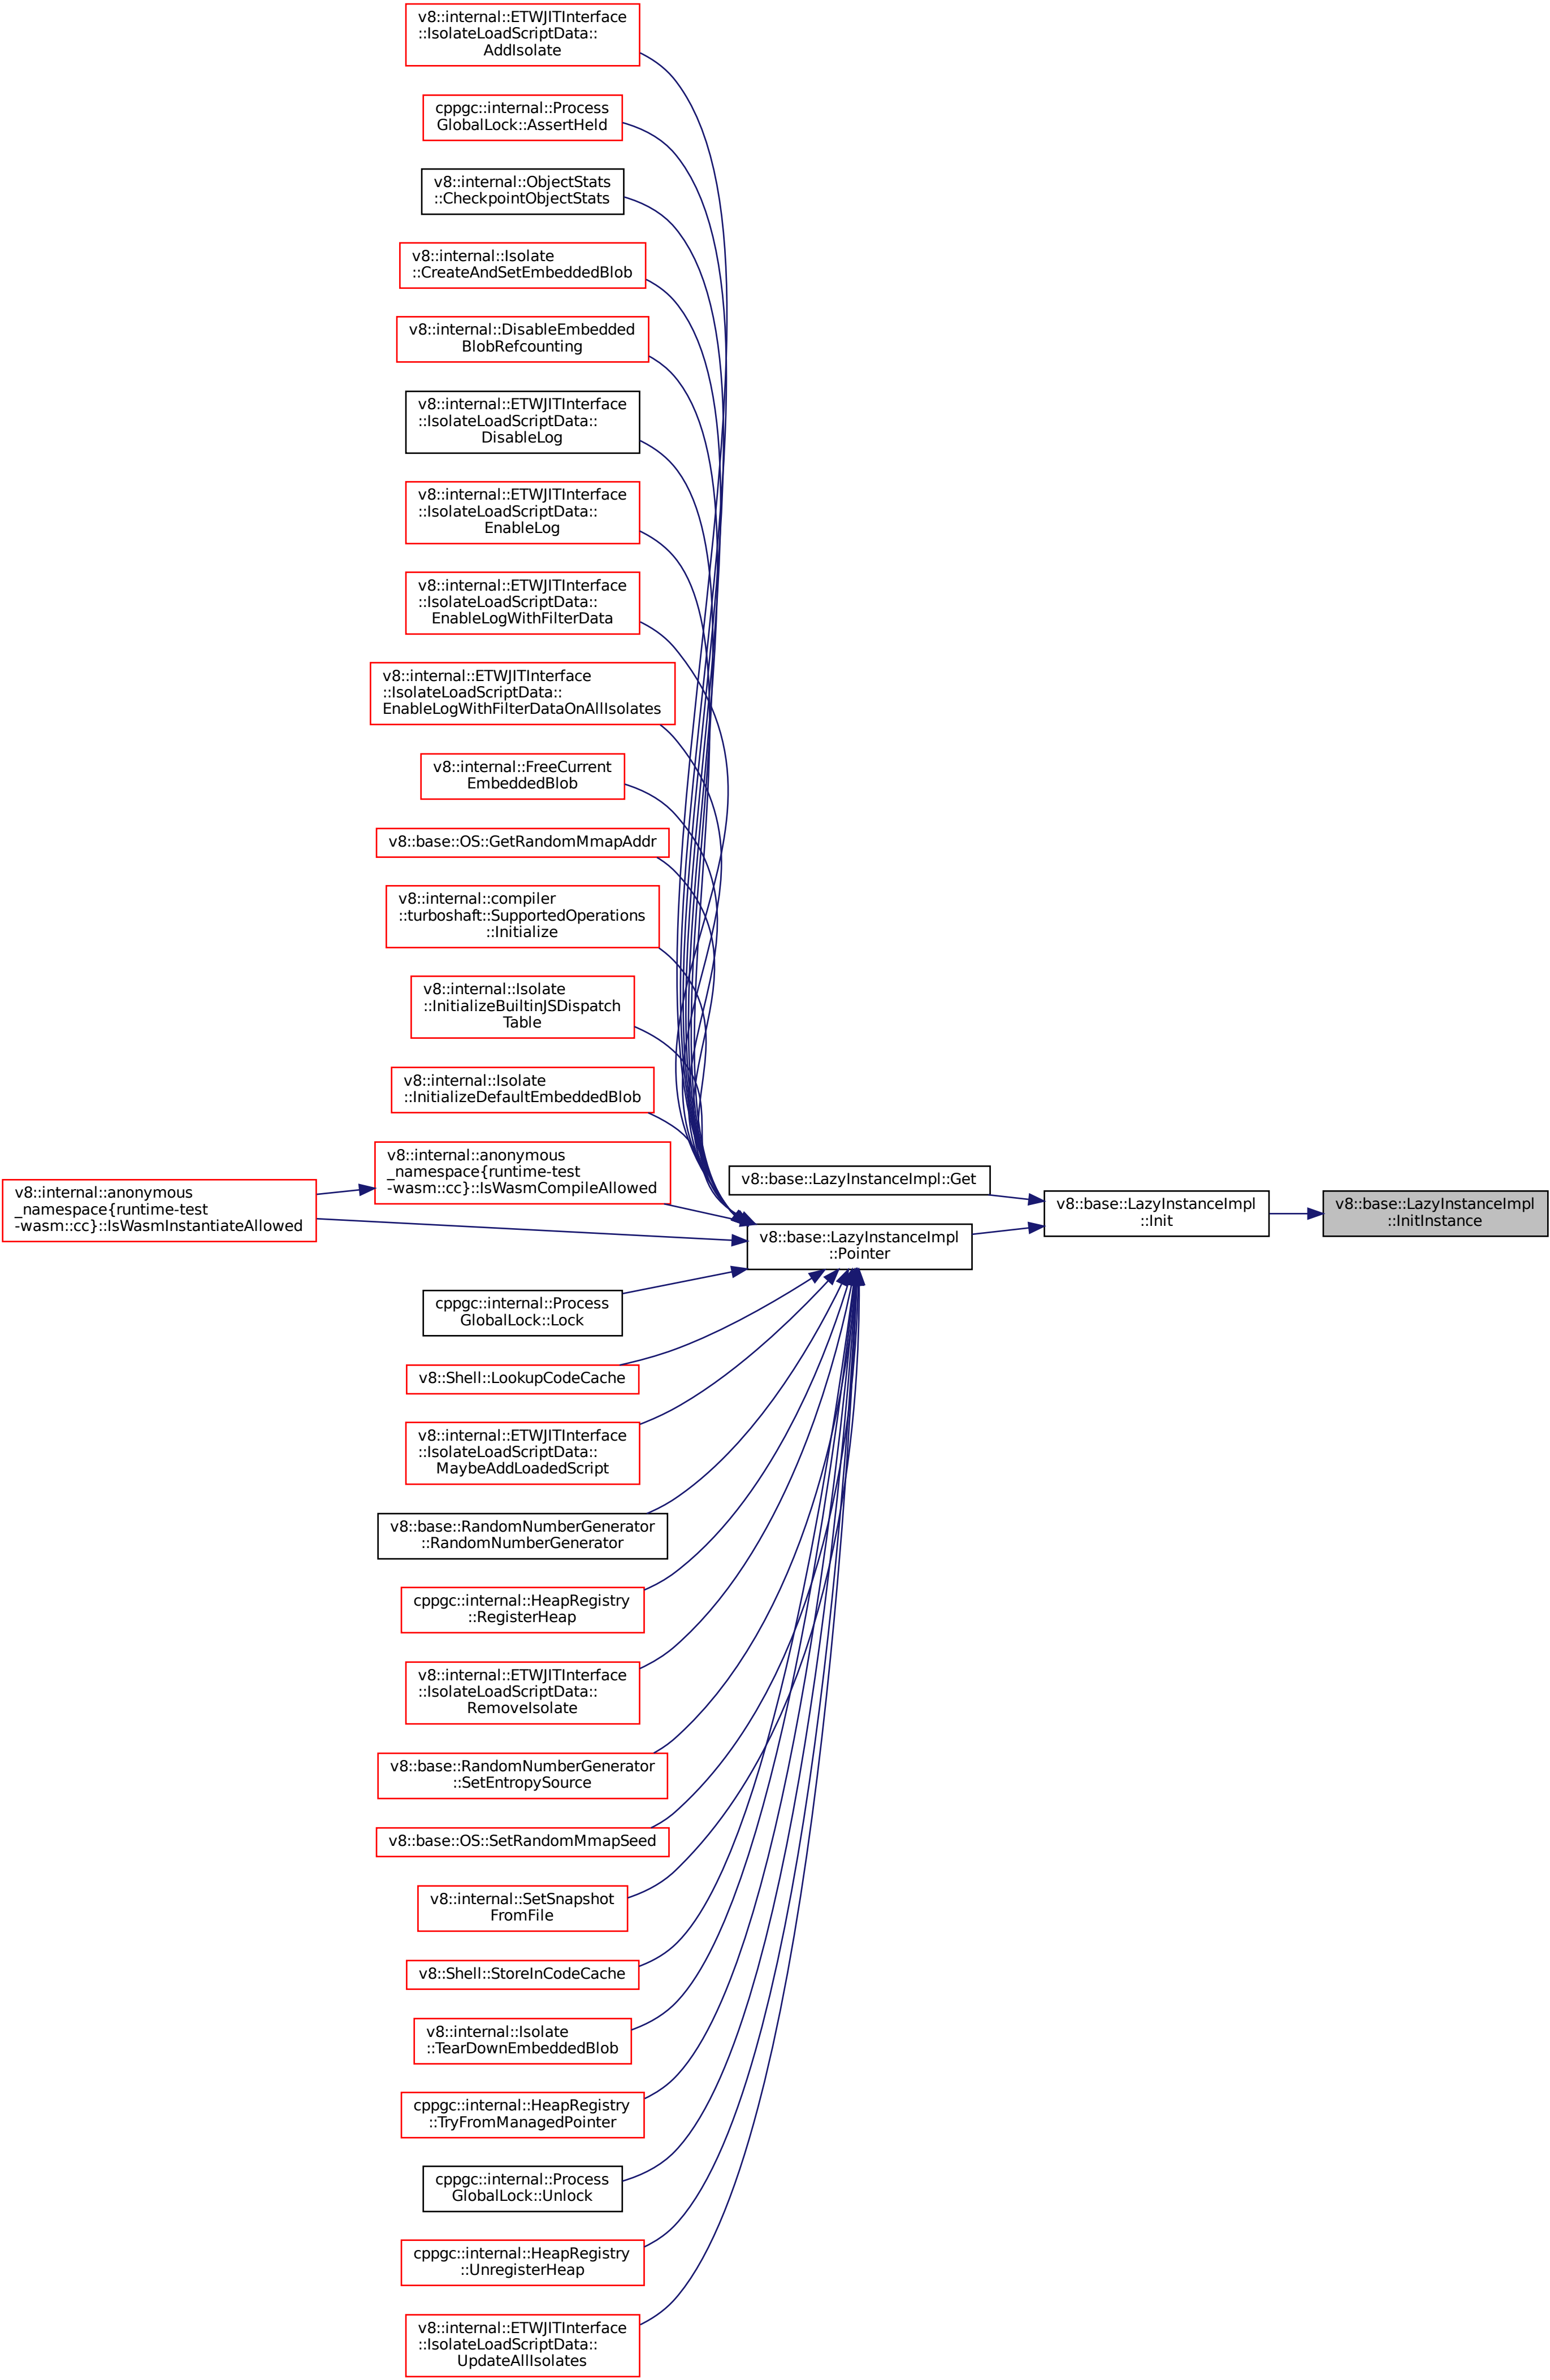 v8::internal::ETWJITInterface
::IsolateLoadScriptData::
AddIsolate
cppgc::internal::Process
GlobalLock::AssertHeld
v8::internal::ObjectStats
::CheckpointObjectStats
v8::internal::Isolate
::CreateAndSetEmbeddedBlob
v8::internal::DisableEmbedded
BlobRefcounting
v8::internal::ETWJITInterface
::IsolateLoadScriptData::
DisableLog
v8::internal::ETWJITInterface
::IsolateLoadScriptData::
EnableLog
v8::internal::ETWJITInterface
::IsolateLoadScriptData::
EnableLogWithFilterData
v8::internal::ETWJITInterface
::IsolateLoadScriptData::
EnableLogWithFilterDataOnAllIsolates
v8::internal::FreeCurrent
EmbeddedBlob
v8::base::OS::GetRandomMmapAddr
v8::internal::compiler
::turboshaft::SupportedOperations
::Initialize
v8::internal::Isolate
::InitializeBuiltinJSDispatch
Table
v8::internal::Isolate
::InitializeDefaultEmbeddedBlob
v8::internal::anonymous
_namespace{runtime-test
-wasm::cc}::IsWasmCompileAllowed
v8::internal::anonymous
_namespace{runtime-test
-wasm::cc}::IsWasmInstantiateAllowed
v8::base::LazyInstanceImpl::Get
v8::base::LazyInstanceImpl
::Pointer
v8::base::LazyInstanceImpl
::Init
v8::base::LazyInstanceImpl
::InitInstance
cppgc::internal::Process
GlobalLock::Lock
v8::Shell::LookupCodeCache
v8::internal::ETWJITInterface
::IsolateLoadScriptData::
MaybeAddLoadedScript
v8::base::RandomNumberGenerator
::RandomNumberGenerator
cppgc::internal::HeapRegistry
::RegisterHeap
v8::internal::ETWJITInterface
::IsolateLoadScriptData::
RemoveIsolate
v8::base::RandomNumberGenerator
::SetEntropySource
v8::base::OS::SetRandomMmapSeed
v8::internal::SetSnapshot
FromFile
v8::Shell::StoreInCodeCache
v8::internal::Isolate
::TearDownEmbeddedBlob
cppgc::internal::HeapRegistry
::TryFromManagedPointer
cppgc::internal::Process
GlobalLock::Unlock
cppgc::internal::HeapRegistry
::UnregisterHeap
v8::internal::ETWJITInterface
::IsolateLoadScriptData::
UpdateAllIsolates